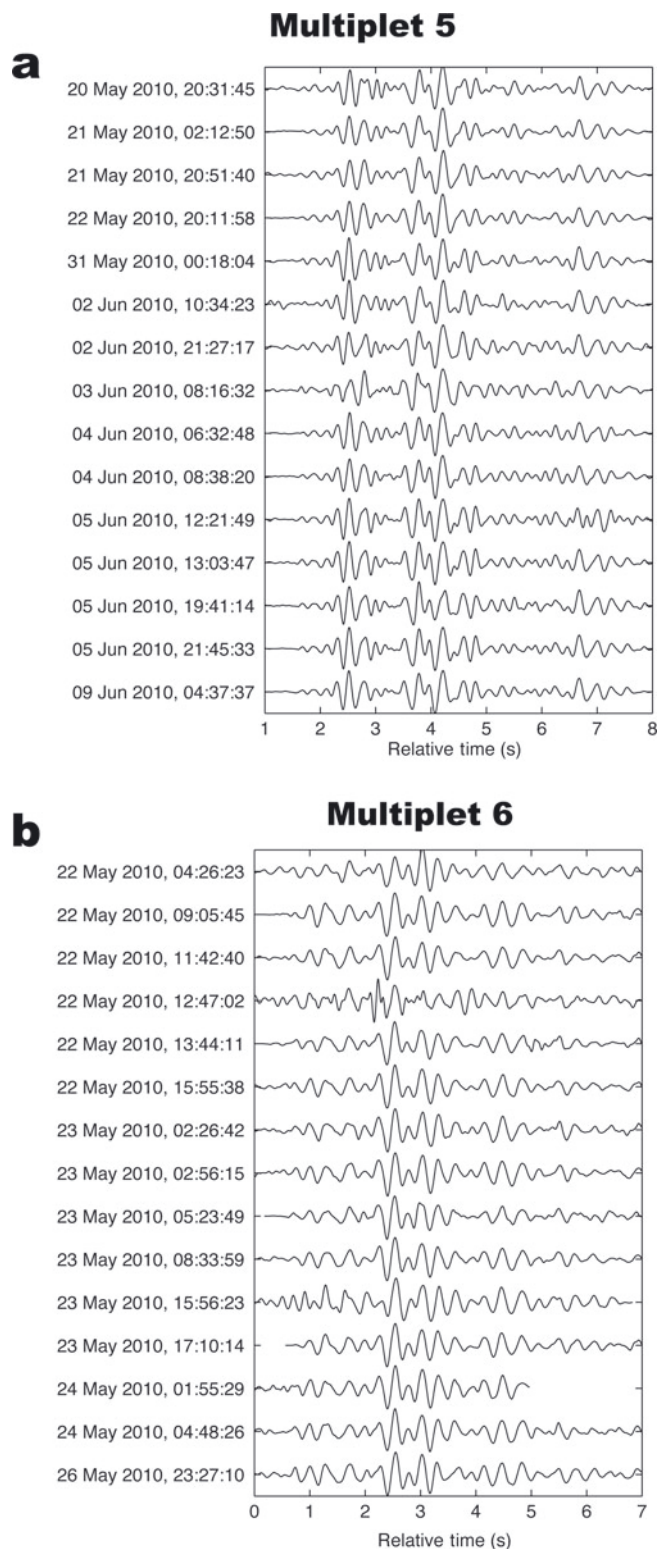 Multiplet 5
a
20 May 2010, 20:31:45
21 May 2010, 02:12:50
21 May 2010, 20:51:40
22 May 2010, 20:11:58
31 May 2010, 00:18:04
02 Jun 2010, 10:34:23
02 Jun 2010, 21:27:17
03 Jun 2010, 08:16:32
04 Jun 2010, 06:32:48
04 Jun 2010, 08:38:20
05 Jun 2010, 12:21:49
05 Jun 2010, 13:03:47
05 Jun 2010, 19:41:14
05 Jun 2010, 21:45:33
09 Jun 2010, 04:37:37
1 2 3 4 5 6 7 8
Relative time (s)
Multiplet 6
b
22 May 2010, 04:26:23
22 May 2010, 09:05:45
22 May 2010, 11:42:40
22 May 2010, 12:47:02
22 May 2010, 13:44:11
22 May 2010, 15:55:38
23 May 2010, 02:26:42
23 May 2010, 02:56:15
23 May 2010, 05:23:49
23 May 2010, 08:33:59
23 May 2010, 15:56:23
23 May 2010, 17:10:14
24 May 2010, 01:55:29
24 May 2010, 04:48:26
26 May 2010, 23:27:10
0 1 2 3 4 5 6 7
Relative time (s)